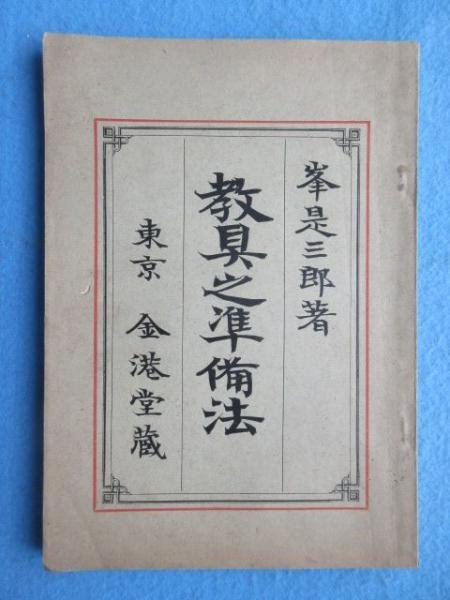 峯是三郎著
教具之準備法
東京 金港堂蔵